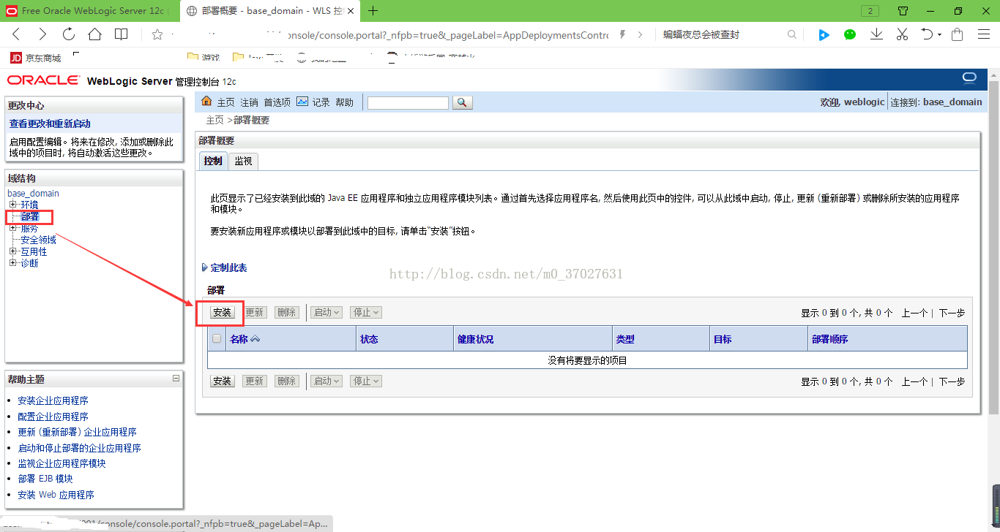 Free Oracle WebLogic Server 12c
部署概要 - base_domain - WLS 控
2
onsole/console.portal?_nfpb=true&_pageLabel=AppDeploymentsContro
蝙蝠夜总会被查封
JD 京东商城
游戏
ORACLE WebLogic Server 管理控制台 12c
更改中心
查看更改和重新启动
启用配置编辑。将来在修改, 添加或删除此
域中的项目时, 将自动激活这些更改。
域结构
base_domain
环境
部署
服务
安全领域
互用性
诊断
帮助主题
安装企业应用程序
配置企业应用程序
更新 (重新部署) 企业应用程序
启动和停止部署的企业应用程序
监视企业应用程序模块
部署 EJB 模块
安装 Web 应用程序
主页 注销 首选项 记录 帮助
欢迎, weblogic 连接到: base_domain
主页 >部署概要
部署概要
控制 监视
此页显示了已经安装到此域的 Java EE 应用程序和独立应用程序模块列表。通过首先选择应用程序名, 然后使用此页中的控件, 可以从此域中启动, 停止, 更新 (重新部署) 或删除所安装的应用程序
和模块。
要安装新应用程序或模块以部署到此域中的目标, 请单击“安装”按钮。
定制此表
http://blog.csdn.net/m0_37027631
部署
安装 更新 删除 启动 停止 显示 0 到 0 个, 共 0 个 上一个 | 下一步
名称 状态 健康状况 类型 目标 部署顺序
没有将要显示的项目
安装 更新 删除 启动 停止 显示 0 到 0 个, 共 0 个 上一个 | 下一步
001/console/console.portal?_nfpb=true&_pageLabel=Ap...